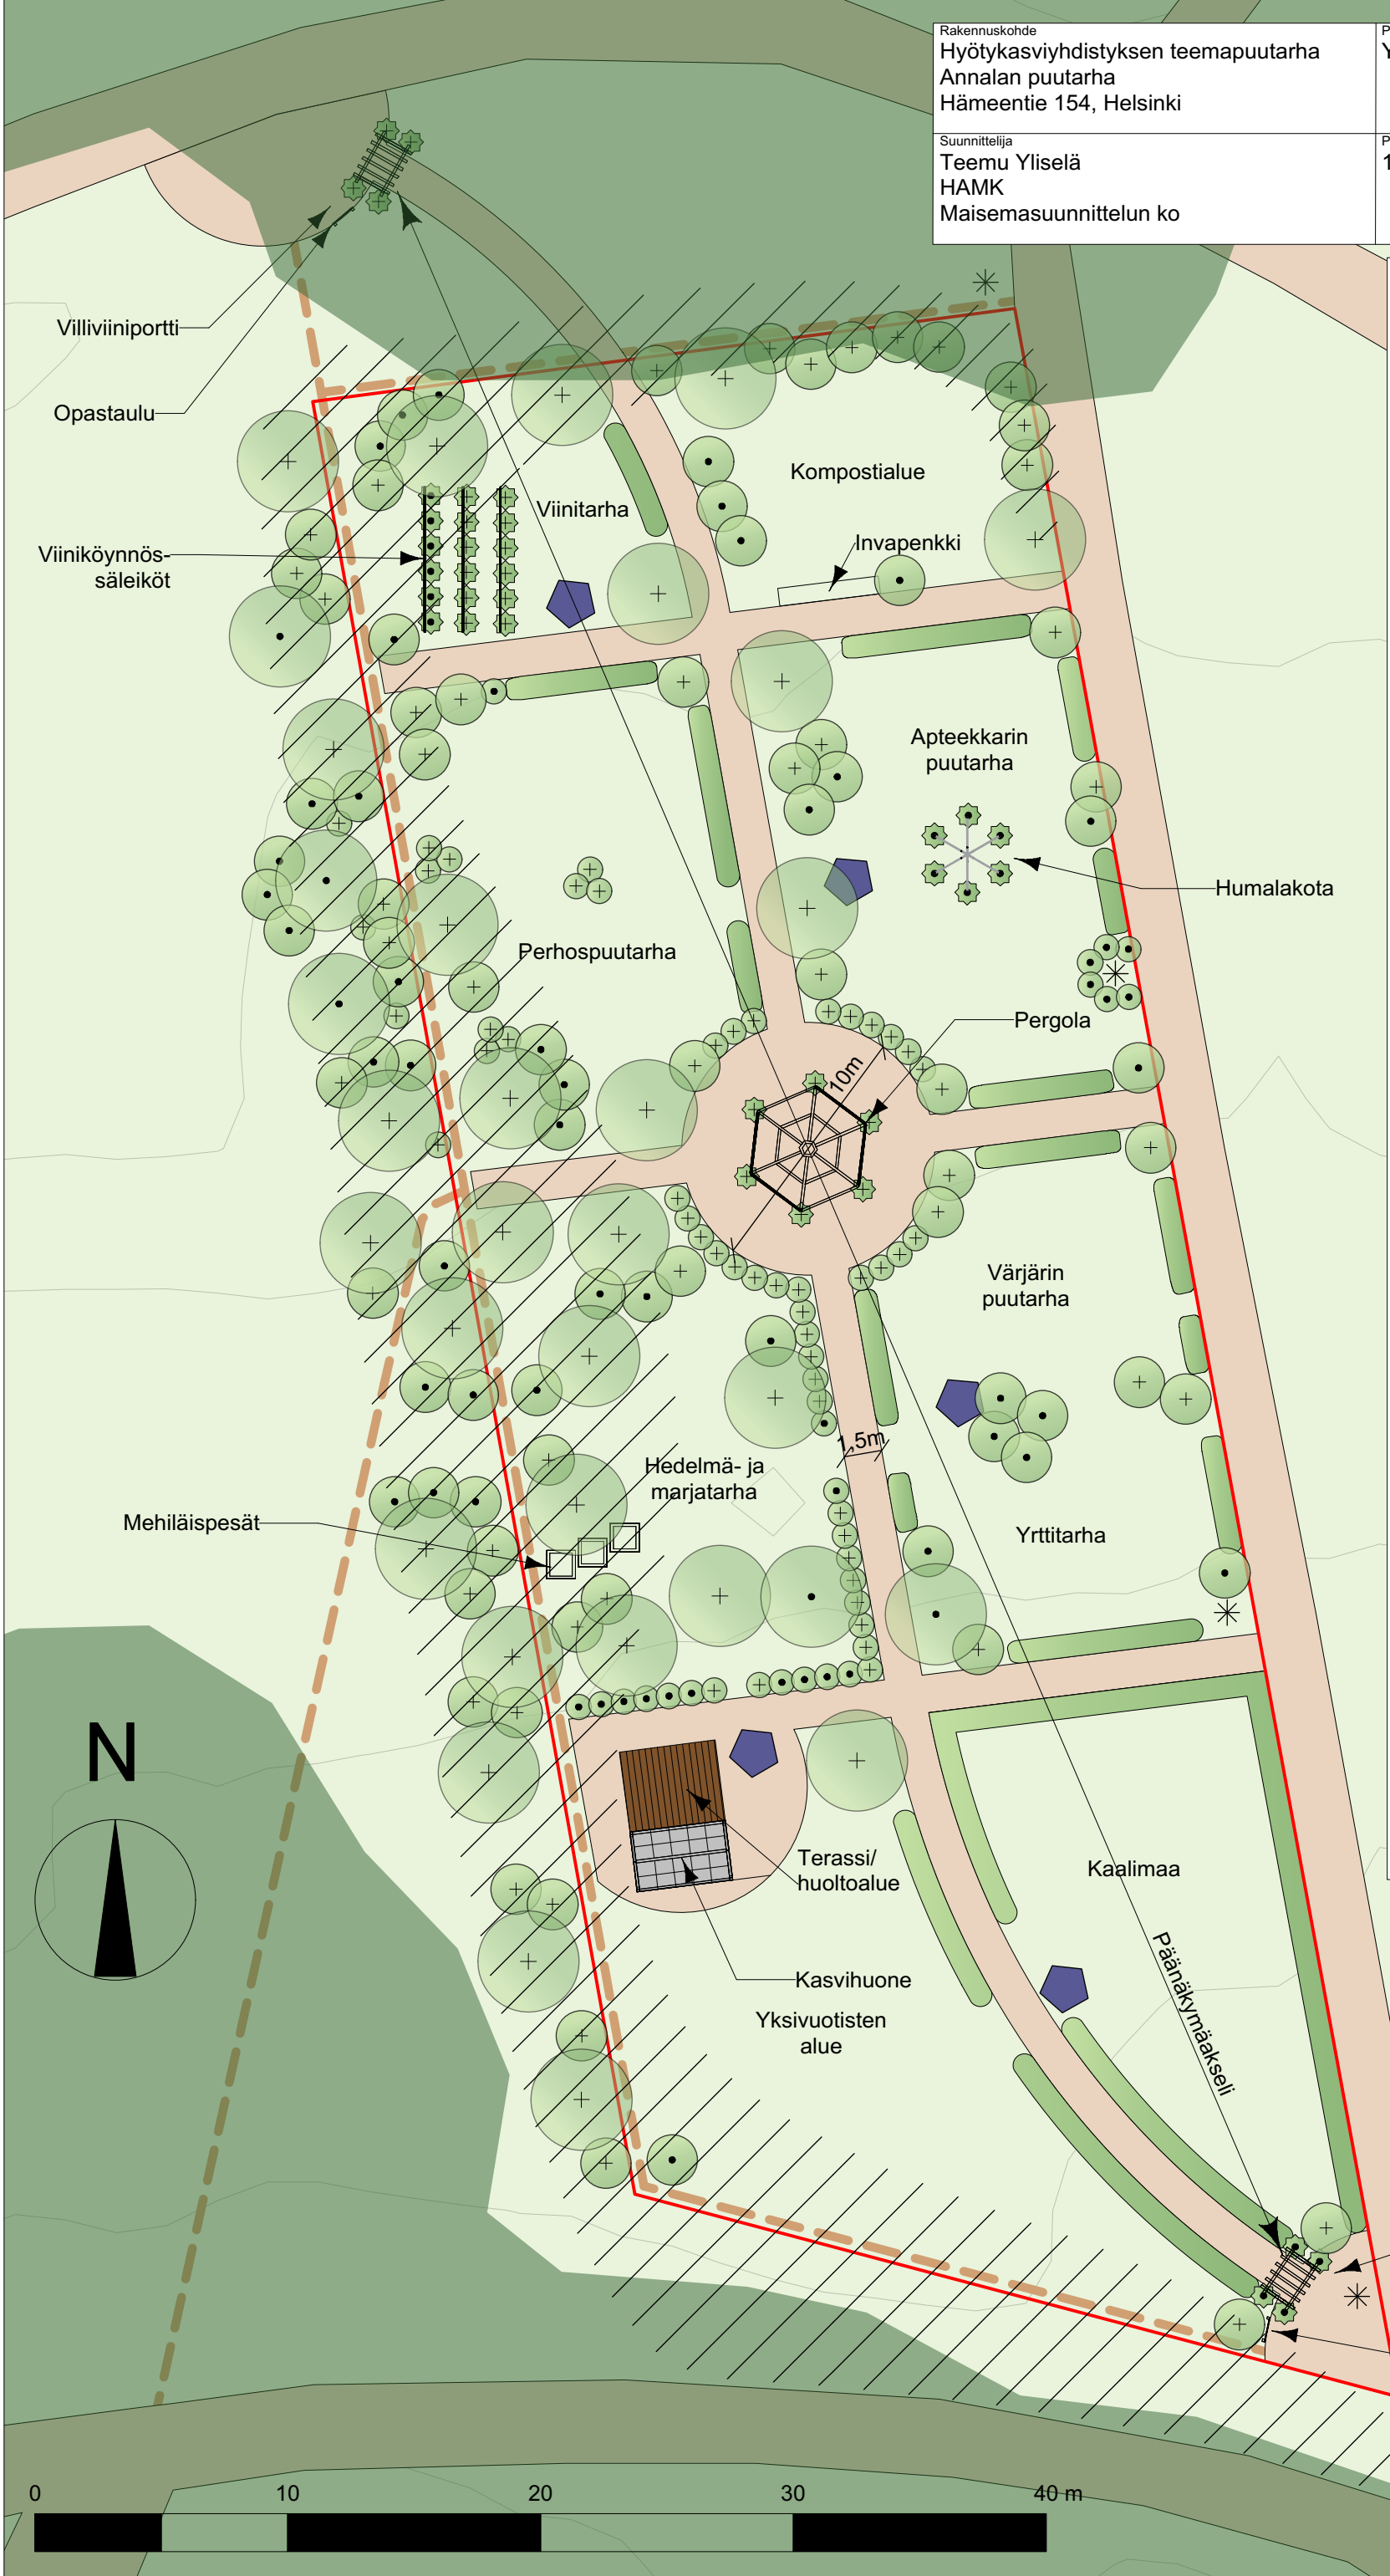 Rakennuskohde
Hyötykasviyhdistyksen teemapuutarha
Annalan puutarha
Hämeentie 154, Helsinki
Suunnittelija
Teemu Yliselä
HAMK
Maisemasuunnittelun ko
P
Y
P
1
Villiviiniportti
Opastaulu
Viinitarha
Kompostialue
Viiniköynnös-
säleiköt
Invapenkki
Apteekkarin
puutarha
Humalakota
Perhospuutarha
Pergola
10m
Värjärin
puutarha
1,5m
Hedelmä- ja
marjatarha
Mehiläispesät
Yrttitarha
N
Terassi/
huoltoalue
Kaalimaa
Kasvihuone
Päänäkymäakseli
Yksivuotisten
alue
0 10 20 30 40 m